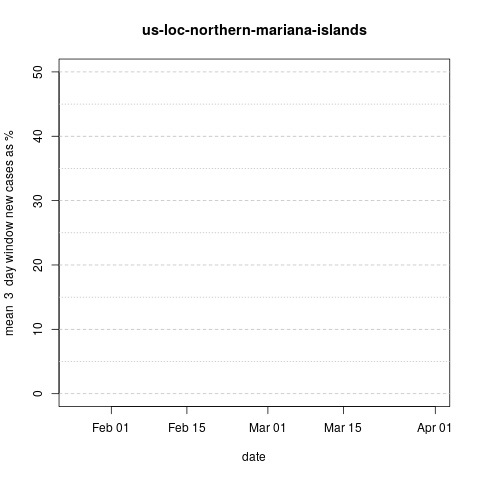 us-loc-northern-mariana-islands
mean 3 day window new cases as %
50
40
30
20
10
0
Feb 01
Feb 15
Mar 01
Mar 15
Apr 01
date